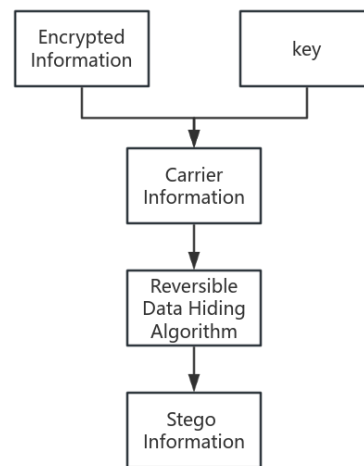 Encrypted
Information
key
Carrier
Information
Reversible
Data Hiding
Algorithm
Stego
Information